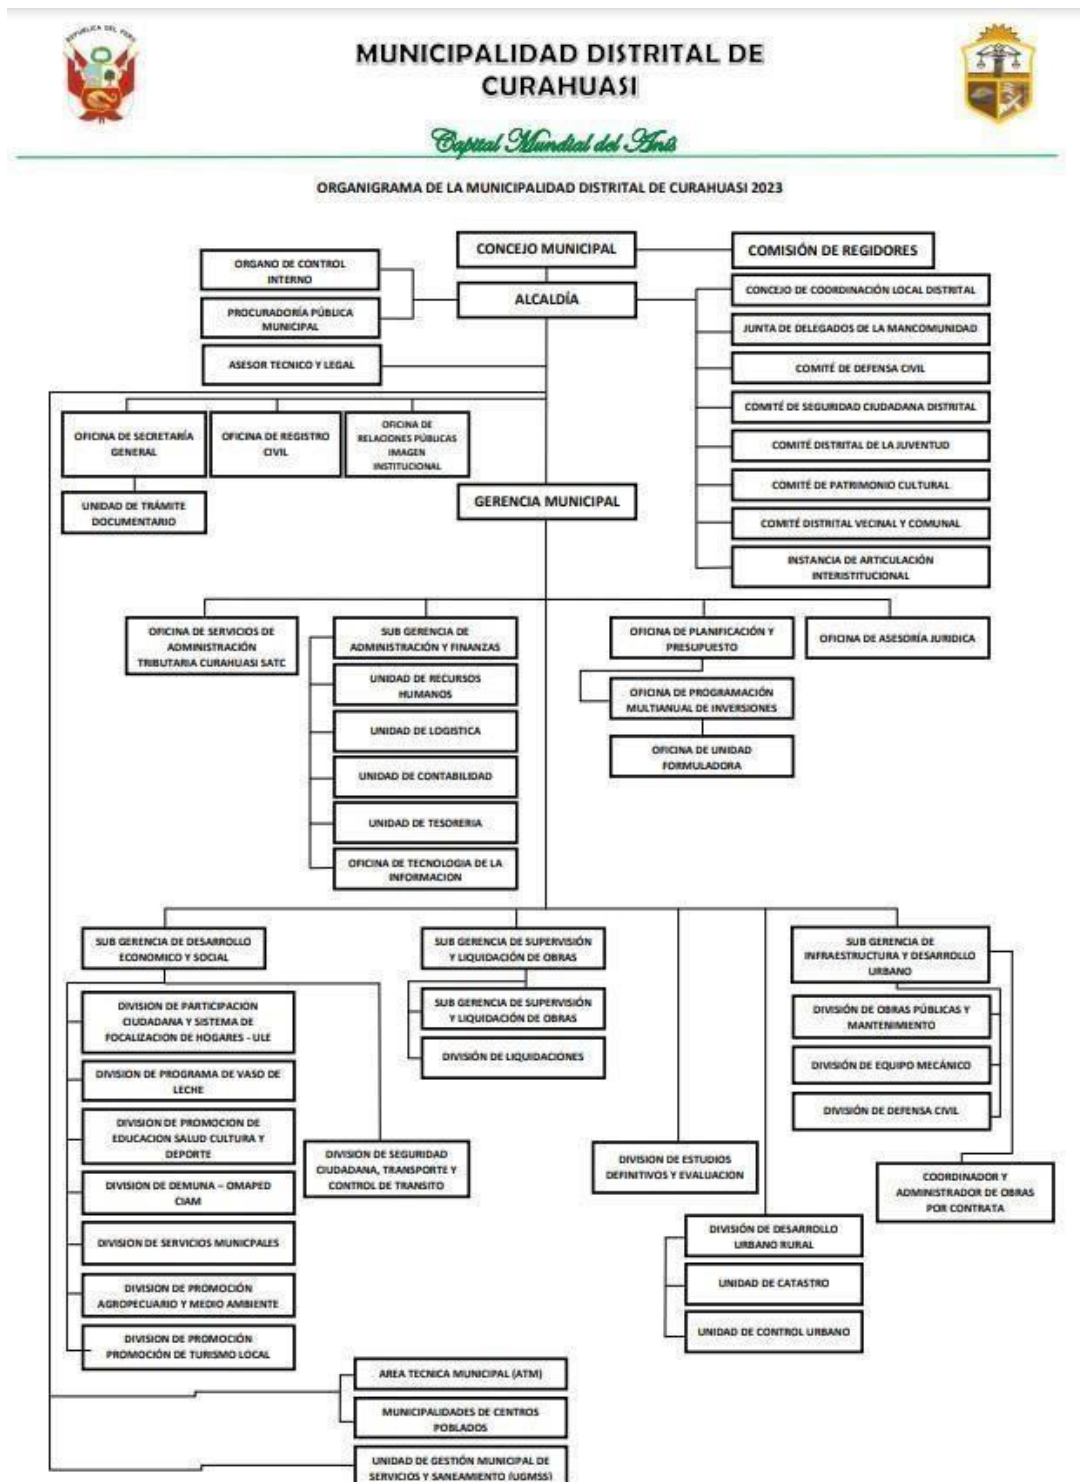 REPÚBLICA DEL PERÚ
MUNICIPALIDAD DISTRITAL DE
CURAHUASI
Capital Mundial del Anís
ORGANIGRAMA DE LA MUNICIPALIDAD DISTRITAL DE CURAHUASI 2023
CONCEJO MUNICIPAL
COMISIÓN DE REGIDORES
ORGANO DE CONTROL
INTERNO
ALCALDÍA
PROCURADORÍA PÚBLICA
MUNICIPAL
ASESOR TECNICO Y LEGAL
CONCEJO DE COORDINACIÓN LOCAL DISTRITAL
JUNTA DE DELEGADOS DE LA MANCOMUNIDAD
COMITÉ DE DEFENSA CIVIL
COMITÉ DE SEGURIDAD CIUDADANA DISTRITAL
COMITÉ DISTRITAL DE LA JUVENTUD
COMITÉ DE PATRIMONIO CULTURAL
COMITÉ DISTRITAL VECINAL Y COMUNAL
INSTANCIA DE ARTICULACIÓN
INTERISTITUCIONAL
OFICINA DE SECRETARÍA
GENERAL
OFICINA DE REGISTRO
CIVIL
OFICINA DE
RELACIONES PÚBLICAS
IMAGEN
INSTITUCIONAL
UNIDAD DE TRÁMITE
DOCUMENTARIO
GERENCIA MUNICIPAL
OFICINA DE SERVICIOS DE
ADMINISTRACIÓN
TRIBUTARIA CURAHUASI SATC
SUB GERENCIA DE
ADMINISTRACIÓN Y FINANZAS
UNIDAD DE RECURSOS
HUMANOS
UNIDAD DE LOGISTICA
UNIDAD DE CONTABILIDAD
UNIDAD DE TESORERIA
OFICINA DE TECNOLOGIA DE LA
INFORMACION
OFICINA DE PLANIFICACIÓN Y
PRESUPUESTO
OFICINA DE PROGRAMACIÓN
MULTIANUAL DE INVERSIONES
OFICINA DE UNIDAD
FORMULADORA
OFICINA DE ASESORÍA JURIDICA
SUB GERENCIA DE DESARROLLO
ECONOMICO Y SOCIAL
DIVISION DE PARTICIPACION
CIUDADANA Y SISTEMA DE
FOCALIZACION DE HOGARES - ULE
DIVISION DE PROGRAMA DE VASO DE
LECHE
DIVISION DE PROMOCION DE
EDUCACION SALUD CULTURA Y
DEPORTE
DIVISION DE DEMUNA – OMAPED
CIAM
DIVISION DE SERVICIOS MUNICPALES
DIVISION DE PROMOCIÓN
AGROPECUARIO Y MEDIO AMBIENTE
DIVISION DE PROMOCIÓN
PROMOCIÓN DE TURISMO LOCAL
DIVISION DE SEGURIDAD
CIUDADANA, TRANSPORTE Y
CONTROL DE TRANSITO
SUB GERENCIA DE SUPERVISIÓN
Y LIQUIDACIÓN DE OBRAS
SUB GERENCIA DE SUPERVISIÓN
Y LIQUIDACIÓN DE OBRAS
DIVISIÓN DE LIQUIDACIONES
DIVISION DE ESTUDIOS
DEFINITIVOS Y EVALUACION
DIVISIÓN DE DESARROLLO
URBANO RURAL
UNIDAD DE CATASTRO
UNIDAD DE CONTROL URBANO
SUB GERENCIA DE
INFRAESTRUCTURA Y DESARROLLO
URBANO
DIVISIÓN DE OBRAS PÚBLICAS Y
MANTENIMIENTO
DIVISIÓN DE EQUIPO MECÁNICO
DIVISIÓN DE DEFENSA CIVIL
COORDINADOR Y
ADMINISTRADOR DE OBRAS
POR CONTRATA
AREA TECNICA MUNICIPAL (ATM)
MUNICIPALIDADES DE CENTROS
POBLADOS
UNIDAD DE GESTIÓN MUNICIPAL DE
SERVICIOS Y SANEAMIENTO (UGMSS)